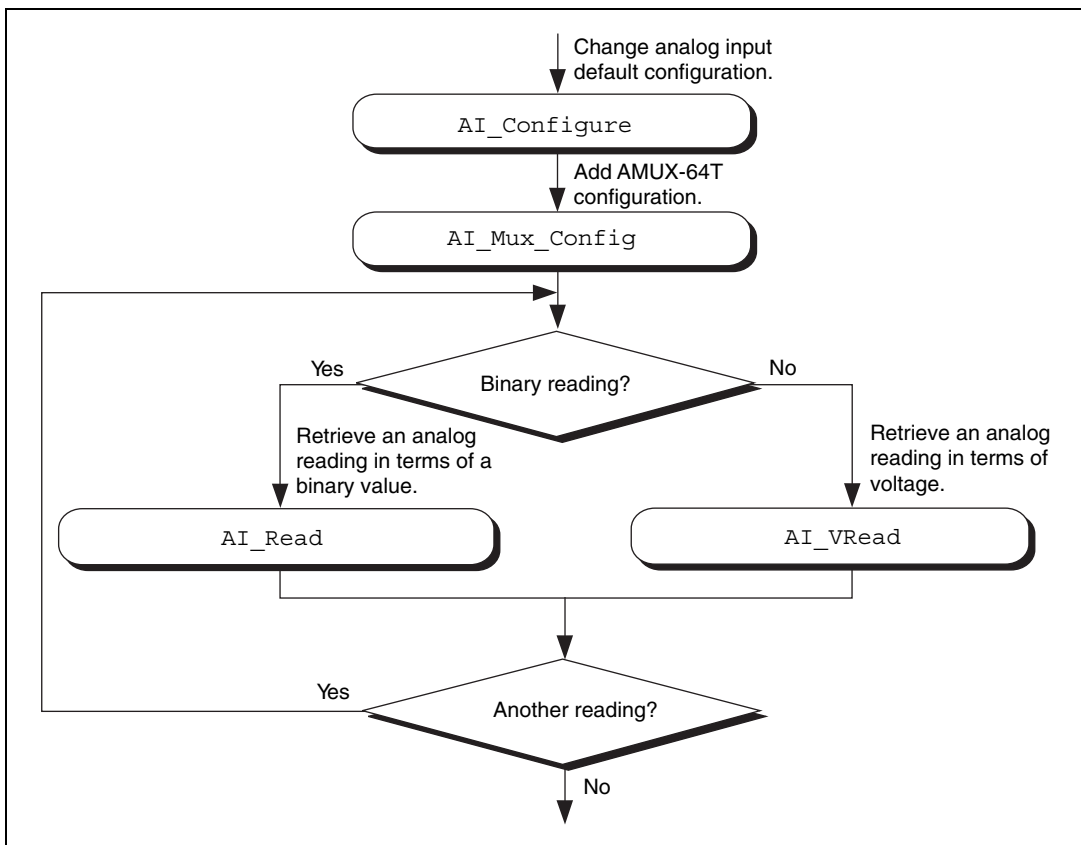 Change analog input
default configuration.
AI_Configure
Add AMUX-64T
configuration.
AI_Mux_Config
Yes
No
Binary reading?
Retrieve an analog
reading in terms of a
binary value.
Retrieve an analog
reading in terms of
voltage.
AI_Read
AI_VRead
Yes
Another reading?
No